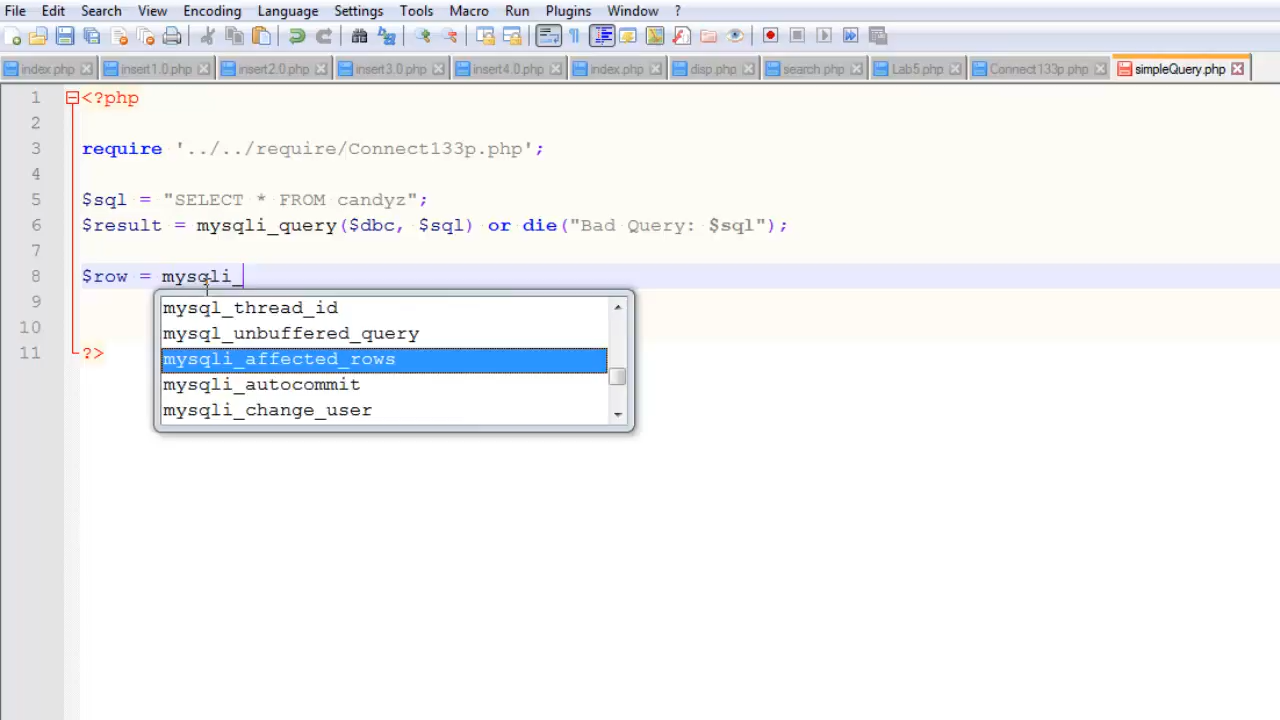 File Edit Search View Encoding Language Settings Tools Macro Run Plugins Window ?
index.php insert1.0.php insert2.0.php insert3.0.php insert4.0.php index.php disp.php search.php Lab5.php Connect133p.php simpleQuery.php
1 <?php
2
3 require '../../require/Connect133p.php';
4
5 $sql = "SELECT * FROM candyz";
6 $result = mysqli_query($dbc, $sql) or die("Bad Query: $sql");
7
8 $row = mysqli_
9
10
11 ?>
mysql_thread_id
mysql_unbuffered_query
mysqli_affected_rows
mysqli_autocommit
mysqli_change_user